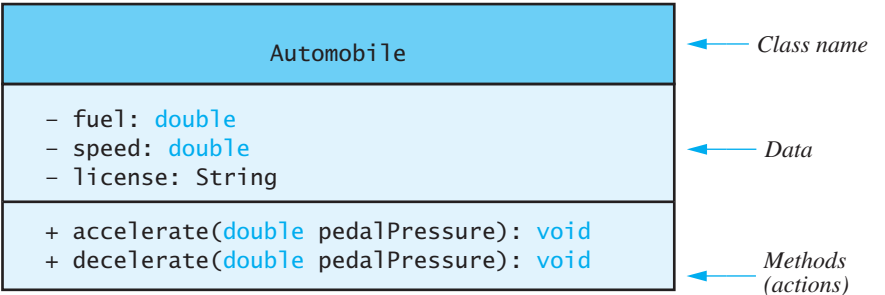 Automobile
Class name
– fuel: double
– speed: double
– license: String
Data
+ accelerate(double pedalPressure): void
+ decelerate(double pedalPressure): void
Methods
(actions)